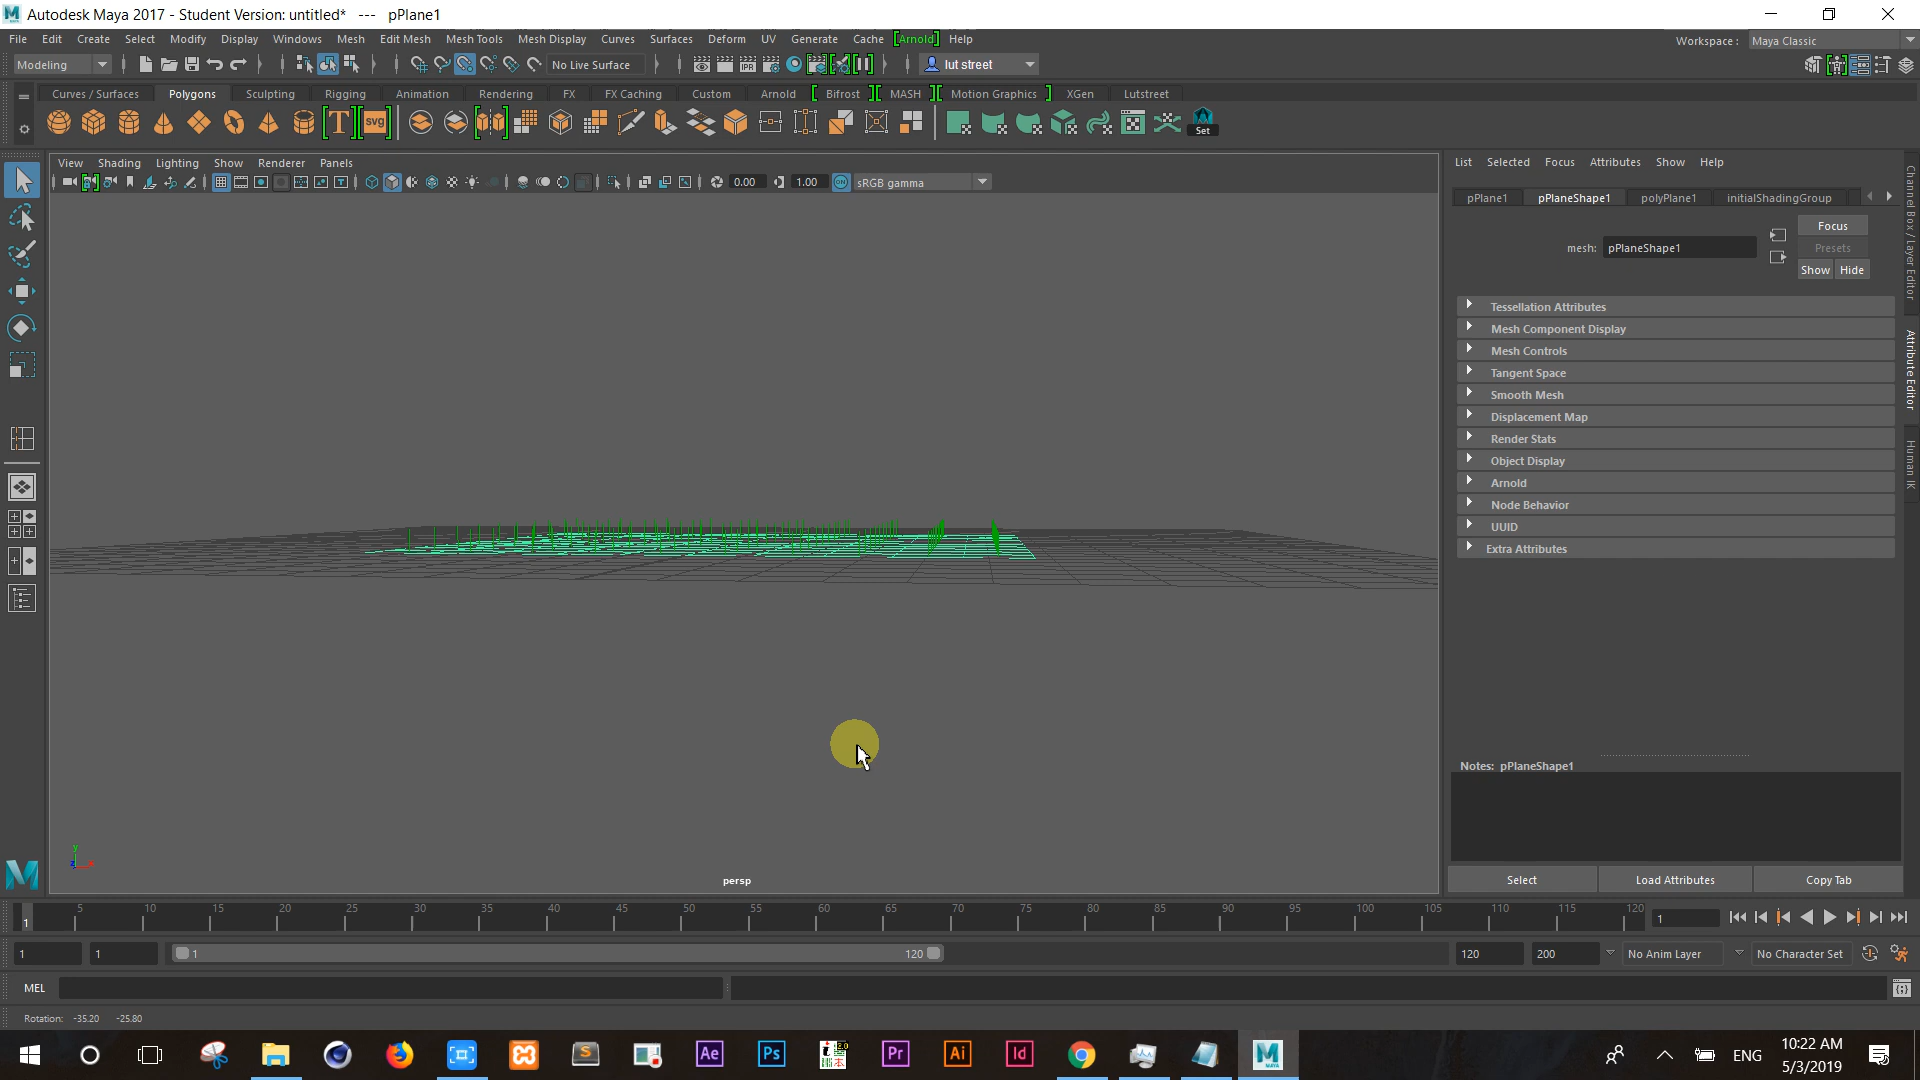 Autodesk Maya 2017 - Student Version: untitled* --- pPlane1
File Edit Create Select Modify Display Windows Mesh Edit Mesh Mesh Tools Mesh Display Curves Surfaces Deform UV Generate Cache [Arnold] Help
Workspace: Maya Classic
Modeling No Live Surface lut street
Curves / Surfaces Polygons Sculpting Rigging Animation Rendering FX FX Caching Custom Arnold [ Bifrost ][ MASH ][ Motion Graphics ] XGen Lutstreet
T svg Set
View Shading Lighting Show Renderer Panels
0.00 1.00 ON sRGB gamma
persp
y
List Selected Focus Attributes Show Help
pPlane1 pPlaneShape1 polyPlane1 initialShadingGroup
Focus
mesh: pPlaneShape1 Presets
Show Hide
Tessellation Attributes
Mesh Component Display
Mesh Controls
Tangent Space
Smooth Mesh
Displacement Map
Render Stats
Object Display
Arnold
Node Behavior
UUID
Extra Attributes
Notes: pPlaneShape1
Select Load Attributes Copy Tab
Channel Box / Layer Editor
Attribute Editor
Human IK
1 5 10 15 20 25 30 35 40 45 50 55 60 65 70 75 80 85 90 95 100 105 110 115 120 1
1 1 1 120 120 200 No Anim Layer No Character Set
MEL
Rotation: -35.20 -25.80
Ae Ps Pr Ai Id
ENG
10:22 AM
5/3/2019